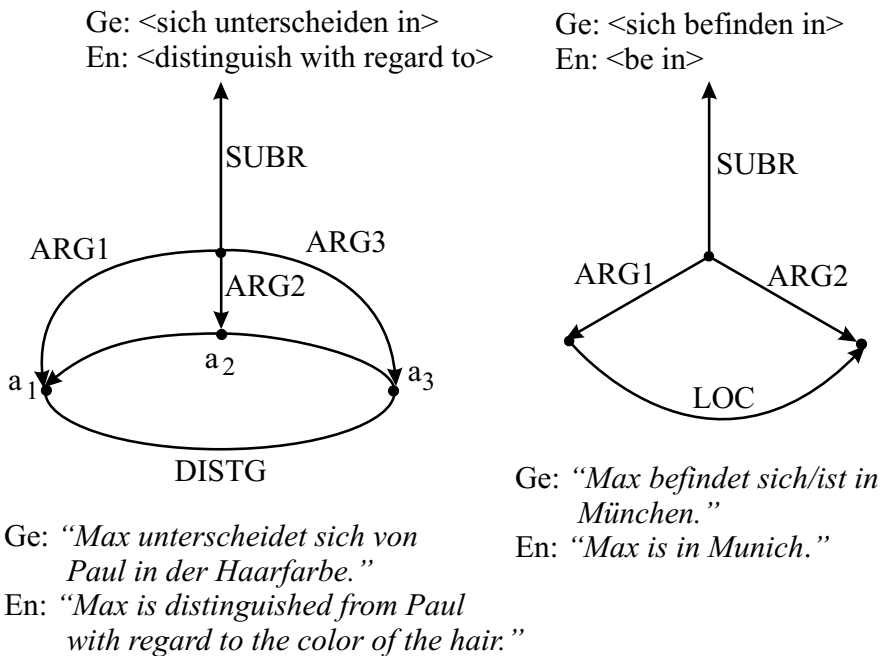 Ge: <sich unterscheiden in>
En: <distinguish with regard to>
SUBR
ARG1
ARG3
ARG2
a1
a2
a3
DISTG
Ge: “Max unterscheidet sich von
Paul in der Haarfarbe.”
En: “Max is distinguished from Paul
with regard to the color of the hair.”
Ge: <sich befinden in>
En: <be in>
SUBR
ARG1
ARG2
LOC
Ge: “Max befindet sich/ist in
München.”
En: “Max is in Munich.”